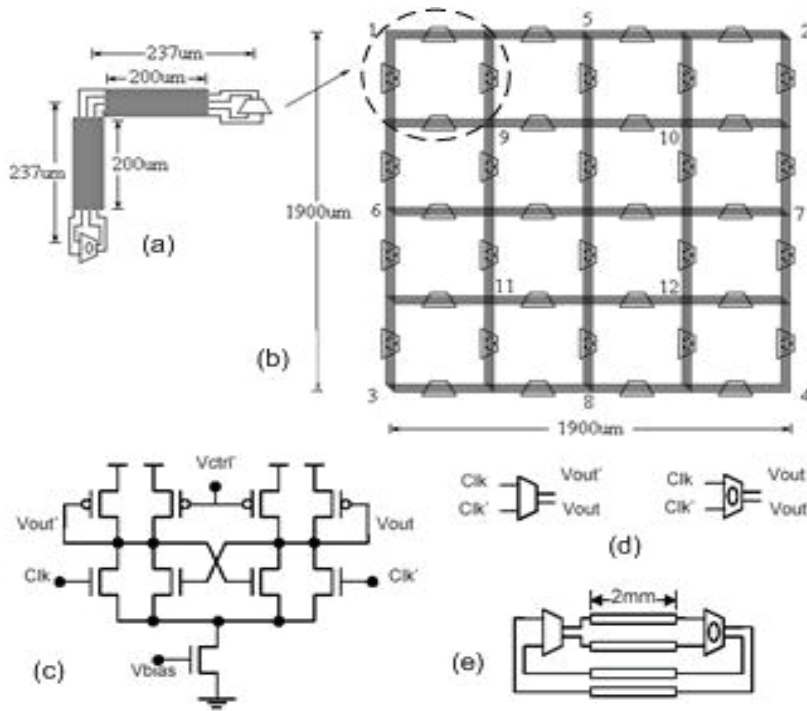 237um
200um
237um
200um
(a)
1
5
2
9
10
6
7
1900um
11
12
(b)
3
8
4
1900um
Vctrl'
Vout'
Vout
Clk
Clk'
Vbias
(c)
Clk
Clk'
Vout'
Vout
Clk
Clk'
Vout
Vout'
(d)
2mm
(e)